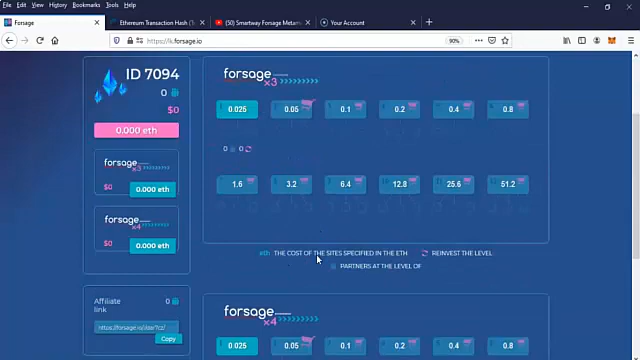 File Edit View History Bookmarks Tools Help
Forsage
Ethereum Transaction Hash (T
(50) Smartway Forsage Metam
Your Account
https://k.forsage.io
90%
ID 7094
0
$0
0.000 eth
forsage
x3
$0
0.000 eth
forsage
x4
$0
0.000 eth
Affiliate link
0
Copy
forsage
x3
0.025 0.05 0.1 0.2 0.4 0.8
0 0
1.6 3.2 6.4 12.8 25.6 51.2
eth THE COST OF THE SITES SPECIFIED IN THE ETH
REINVEST THE LEVEL
PARTNERS AT THE LEVEL OF
forsage
x4
0.025 0.05 0.1 0.2 0.4 0.8